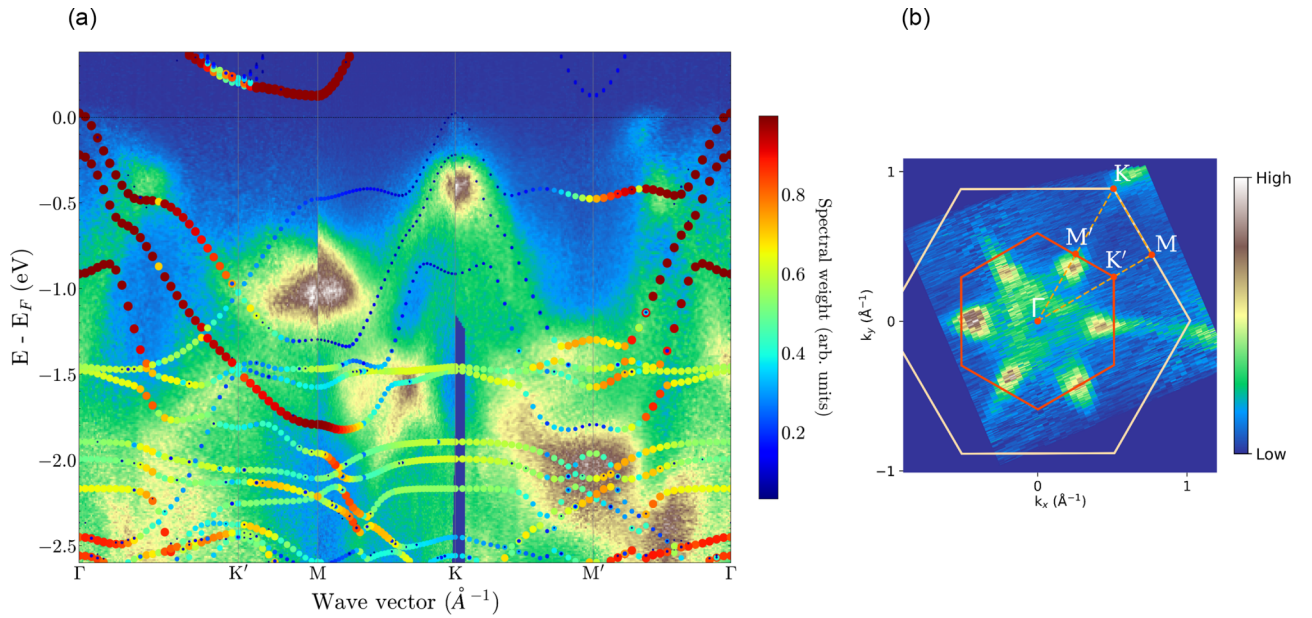 (a)
(b)
0.0
−0.5
−1.0
−1.5
−2.0
−2.5
E - E_F (eV)
Γ
K′
M
K
M′
Γ
Wave vector (Å⁻¹)
0.8
0.6
0.4
0.2
Spectral weight (arb. units)
1
0
−1
k_y (Å⁻¹)
K
M′
M
K′
Γ
0
1
k_x (Å⁻¹)
High
Low